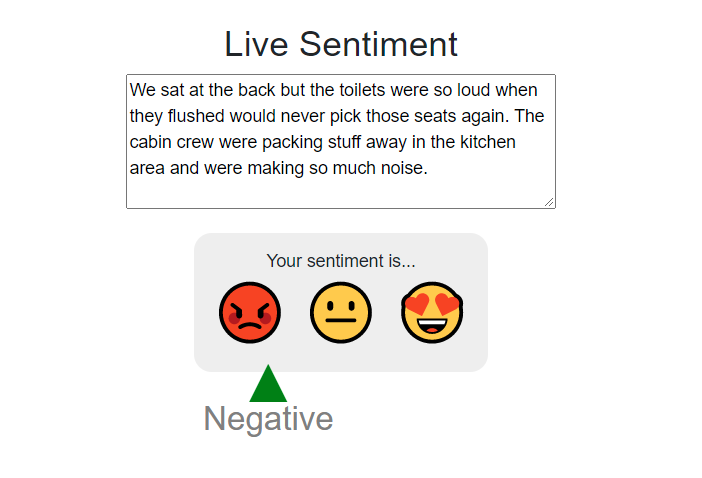 Live Sentiment
We sat at the back but the toilets were so loud when
they flushed would never pick those seats again. The
cabin crew were packing stuff away in the kitchen
area and were making so much noise.
Your sentiment is...
Negative